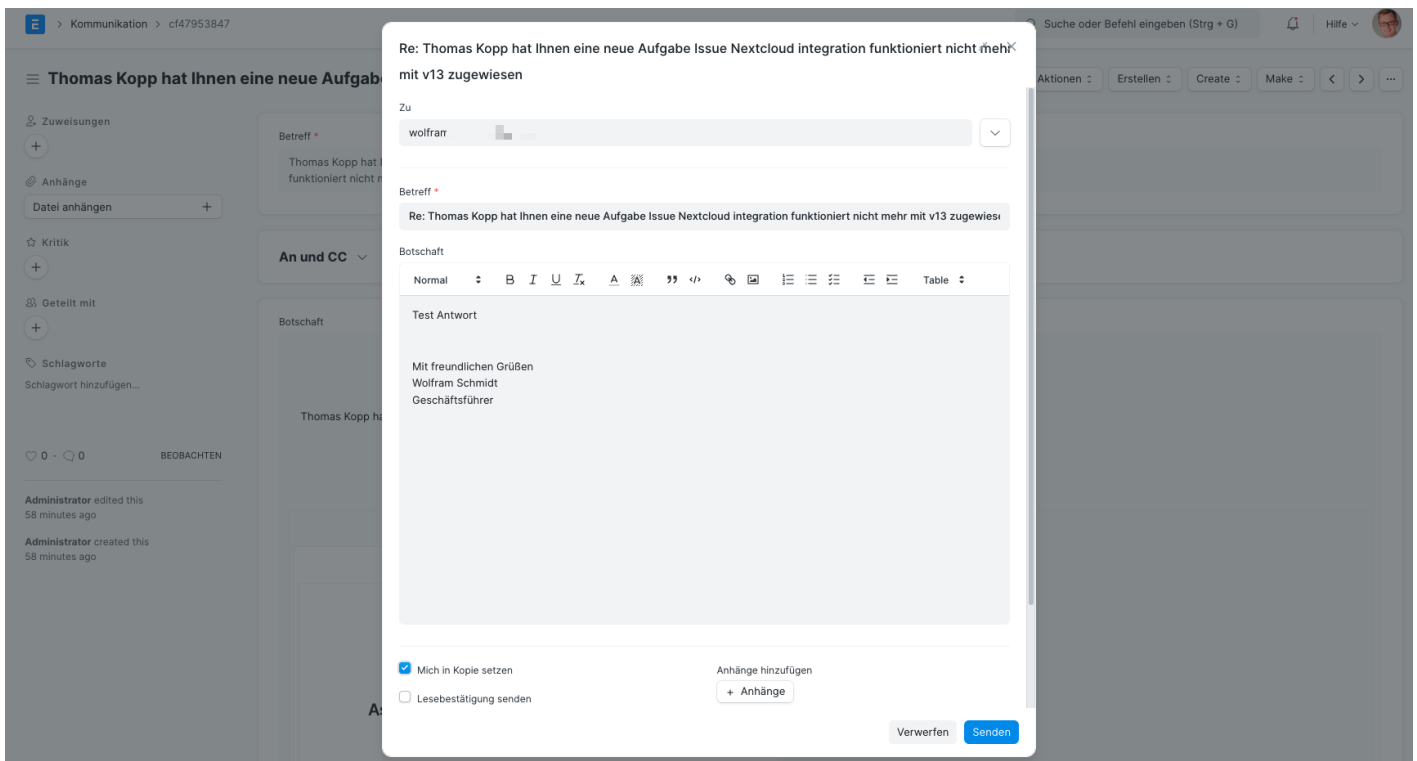 E > Kommunikation > cf47953847
Suche oder Befehl eingeben (Strg + G)
Hilfe
Thomas Kopp hat Ihnen eine neue Aufgab
Aktionen
Erstellen
Create
Make
...
Zuweisungen
+
Anhänge
Datei anhängen +
Kritik
+
Geteilt mit
+
Schlagworte
Schlagwort hinzufügen...
0 · 0 BEOBACHTEN
Administrator edited this
58 minutes ago
Administrator created this
58 minutes ago
Betreff *
Thomas Kopp hat
funktioniert nicht
An und CC
Botschaft
Thomas Kopp ha
As
Re: Thomas Kopp hat Ihnen eine neue Aufgabe Issue Nextcloud integration funktioniert nicht mehr
mit v13 zugewiesen
Zu
wolfram
Betreff *
Re: Thomas Kopp hat Ihnen eine neue Aufgabe Issue Nextcloud integration funktioniert nicht mehr mit v13 zugewies
Botschaft
Normal B I U Tx A A ” </> Table
Test Antwort
Mit freundlichen Grüßen
Wolfram Schmidt
Geschäftsführer
Mich in Kopie setzen
Lesebestätigung senden
Anhänge hinzufügen
+ Anhänge
Verwerfen
Senden